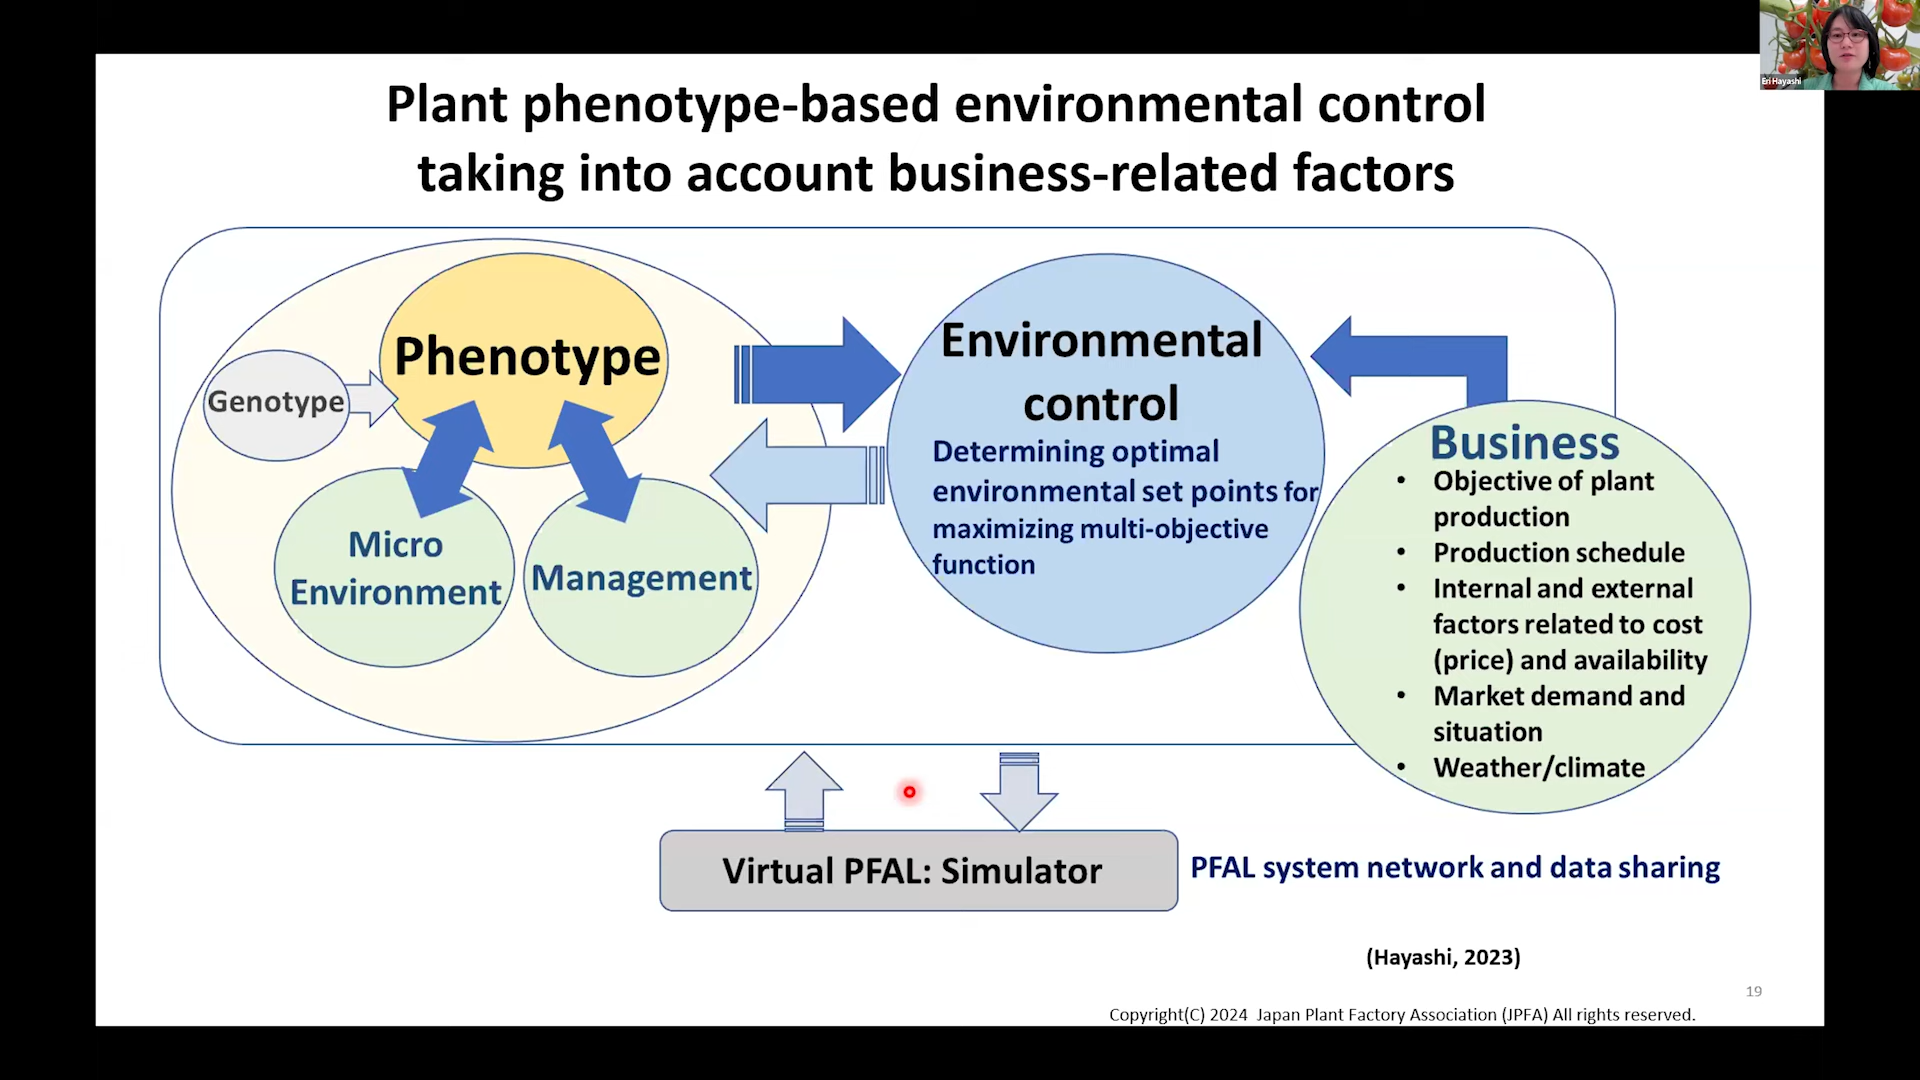 Eri Hayashi
Plant phenotype-based environmental control
taking into account business-related factors
Phenotype
Genotype
Micro
Environment
Management
Environmental
control
Determining optimal
environmental set points for
maximizing multi-objective
function
Business
• Objective of plant
production
• Production schedule
• Internal and external
factors related to cost
(price) and availability
• Market demand and
situation
• Weather/climate
Virtual PFAL: Simulator
PFAL system network and data sharing
(Hayashi, 2023)
19
Copyright(C) 2024 Japan Plant Factory Association (JPFA) All rights reserved.